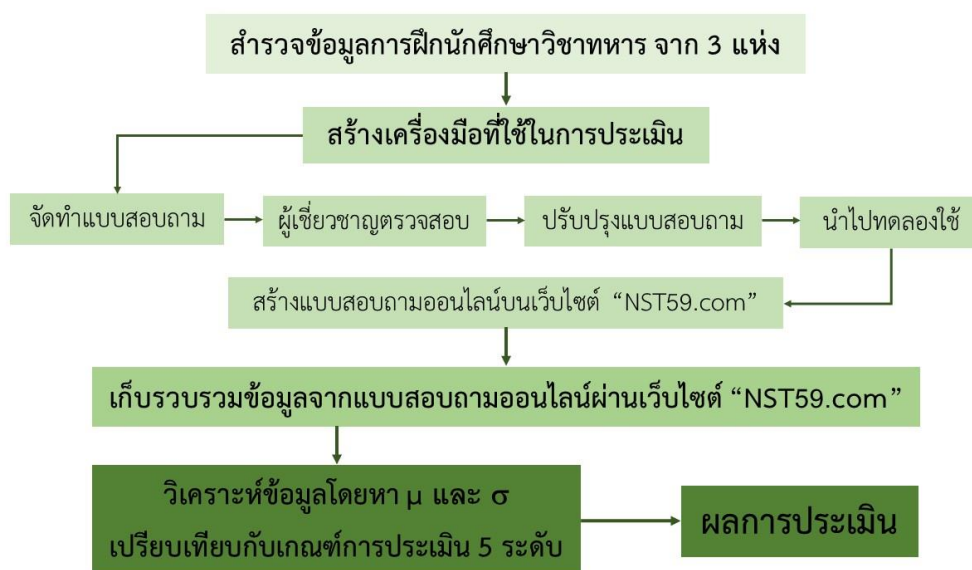 สำรวจข้อมูลการฝึกนักศึกษาวิชาทหาร จาก 3 แห่ง
สร้างเครื่องมือที่ใช้ในการประเมิน
จัดทำแบบสอบถาม
ผู้เชี่ยวชาญตรวจสอบ
ปรับปรุงแบบสอบถาม
นำไปทดลองใช้
สร้างแบบสอบถามออนไลน์บนเว็บไซต์ “NST59.com”
เก็บรวบรวมข้อมูลจากแบบสอบถามออนไลน์ผ่านเว็บไซต์ “NST59.com”
วิเคราะห์ข้อมูลโดยหา μ และ σ
เปรียบเทียบกับเกณฑ์การประเมิน 5 ระดับ
ผลการประเมิน